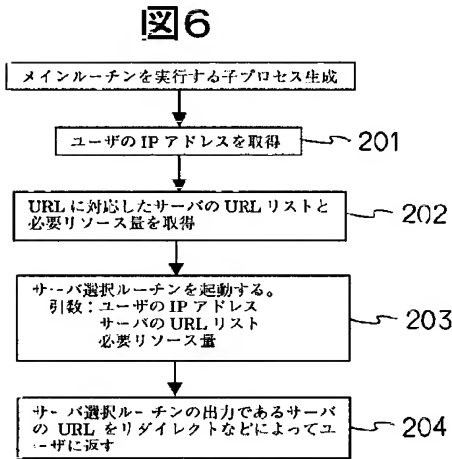 図6
メインルーチンを実行する子プロセス生成
ユーザのIPアドレスを取得
201
URLに対応したサーバのURLリストと
必要リソース量を取得
202
サーバ選択ルーチンを起動する。
引数：ユーザのIPアドレス
サーバのURLリスト
必要リソース量
203
サーバ選択ルーチンの出力であるサーバ
のURLをリダイレクトなどによってユ
ーザに返す
204